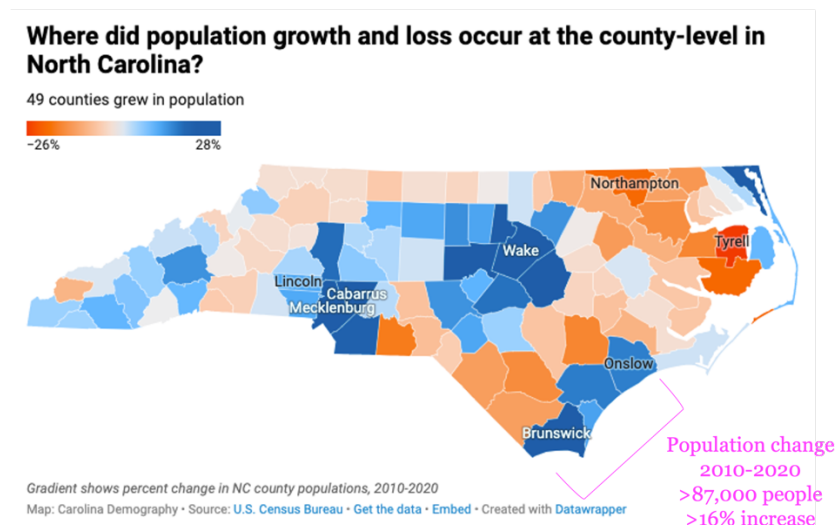 Where did population growth and loss occur at the county-level in
North Carolina?
49 counties grew in population
−26%
28%
Northampton
Tyrell
Wake
Lincoln
Cabarrus
Mecklenburg
Onslow
Brunswick
Population change
2010-2020
>87,000 people
>16% increase
Gradient shows percent change in NC county populations, 2010-2020
Map: Carolina Demography • Source: U.S. Census Bureau • Get the data • Embed • Created with Datawrapper